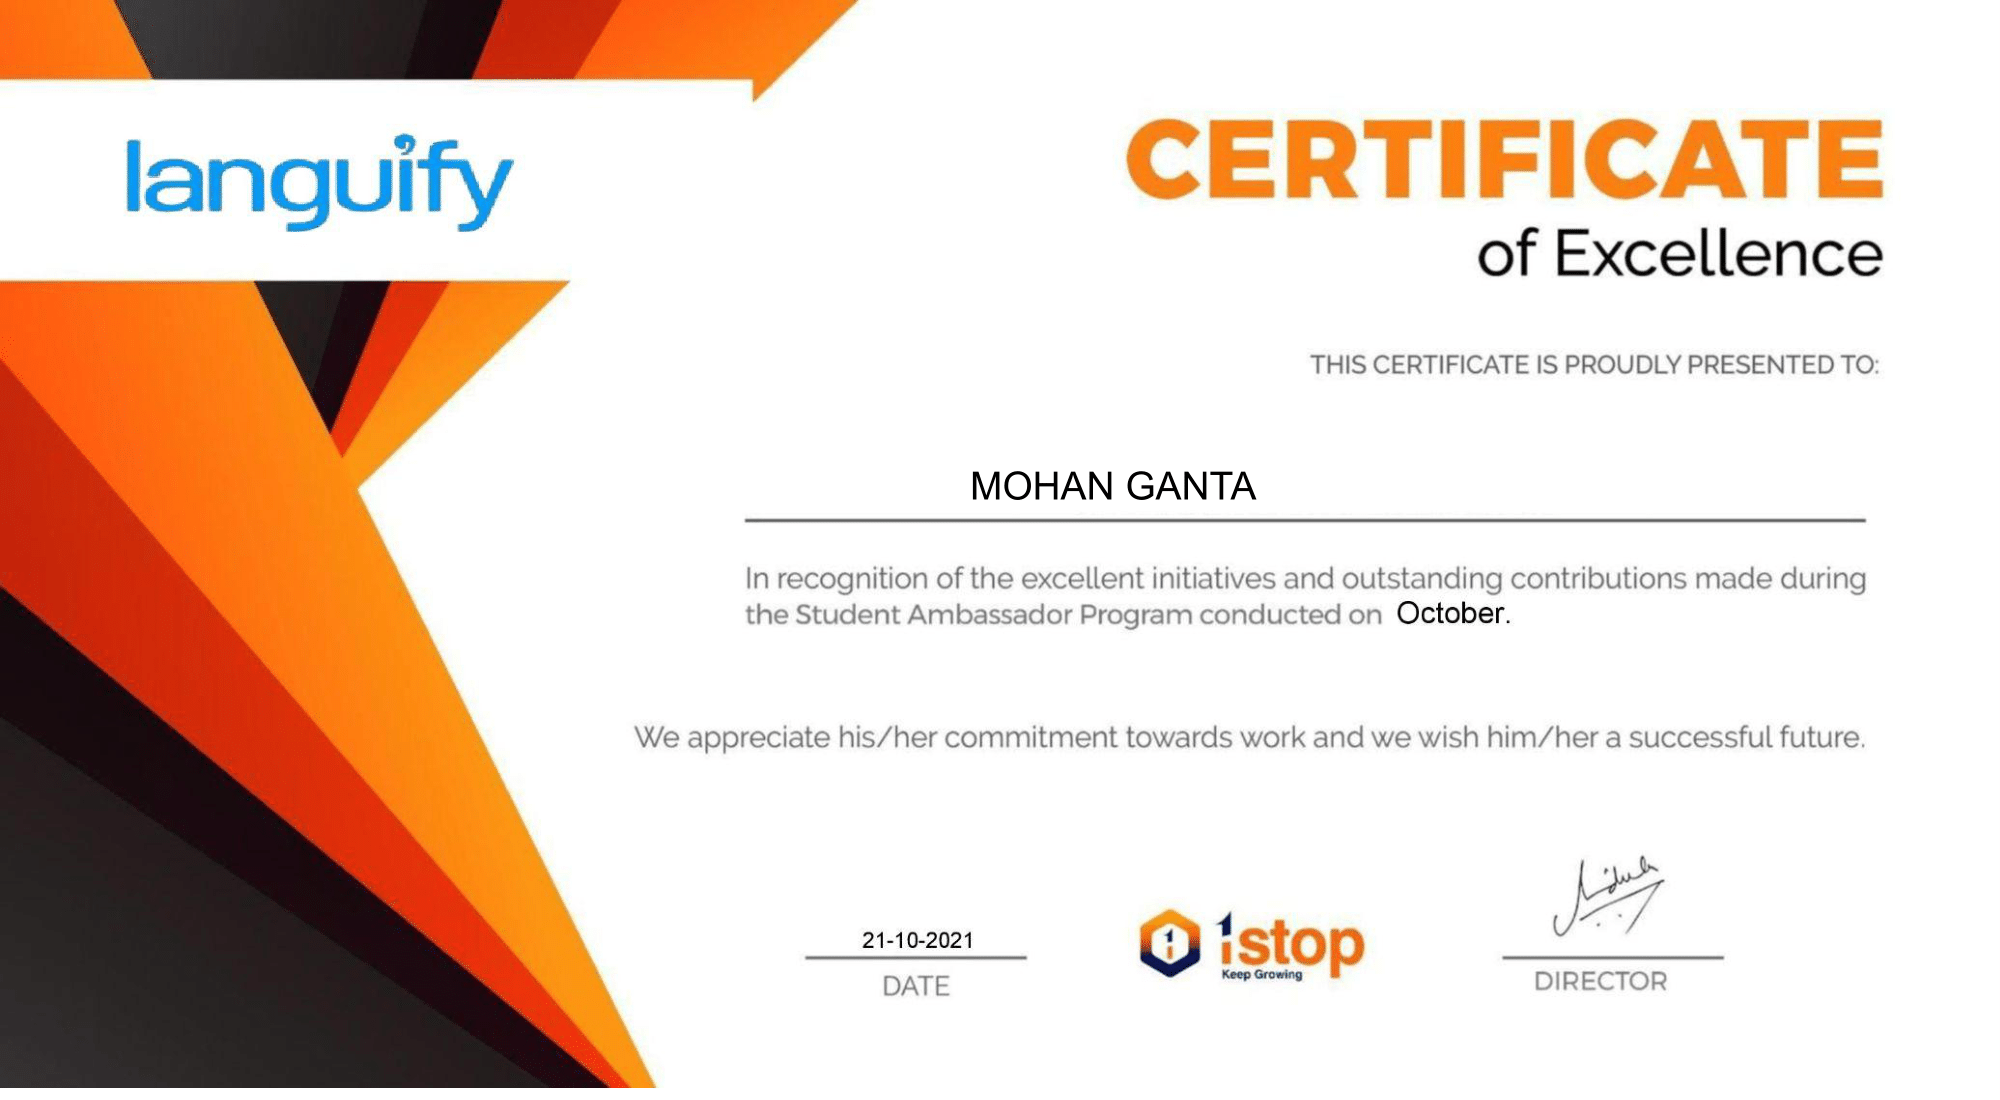 languify
CERTIFICATE
of Excellence
THIS CERTIFICATE IS PROUDLY PRESENTED TO:
MOHAN GANTA
In recognition of the excellent initiatives and outstanding contributions made during
the Student Ambassador Program conducted on October.
We appreciate his/her commitment towards work and we wish him/her a successful future.
21-10-2021
DATE
1stop
Keep Growing
DIRECTOR